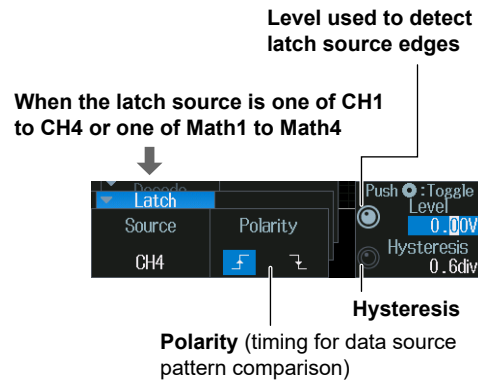 Level used to detect
latch source edges
When the latch source is one of CH1
to CH4 or one of Math1 to Math4
Decode
Latch
Source
Polarity
CH4
Push :Toggle
Level
0.00V
Hysteresis
0.6div
Hysteresis
Polarity (timing for data source
pattern comparison)